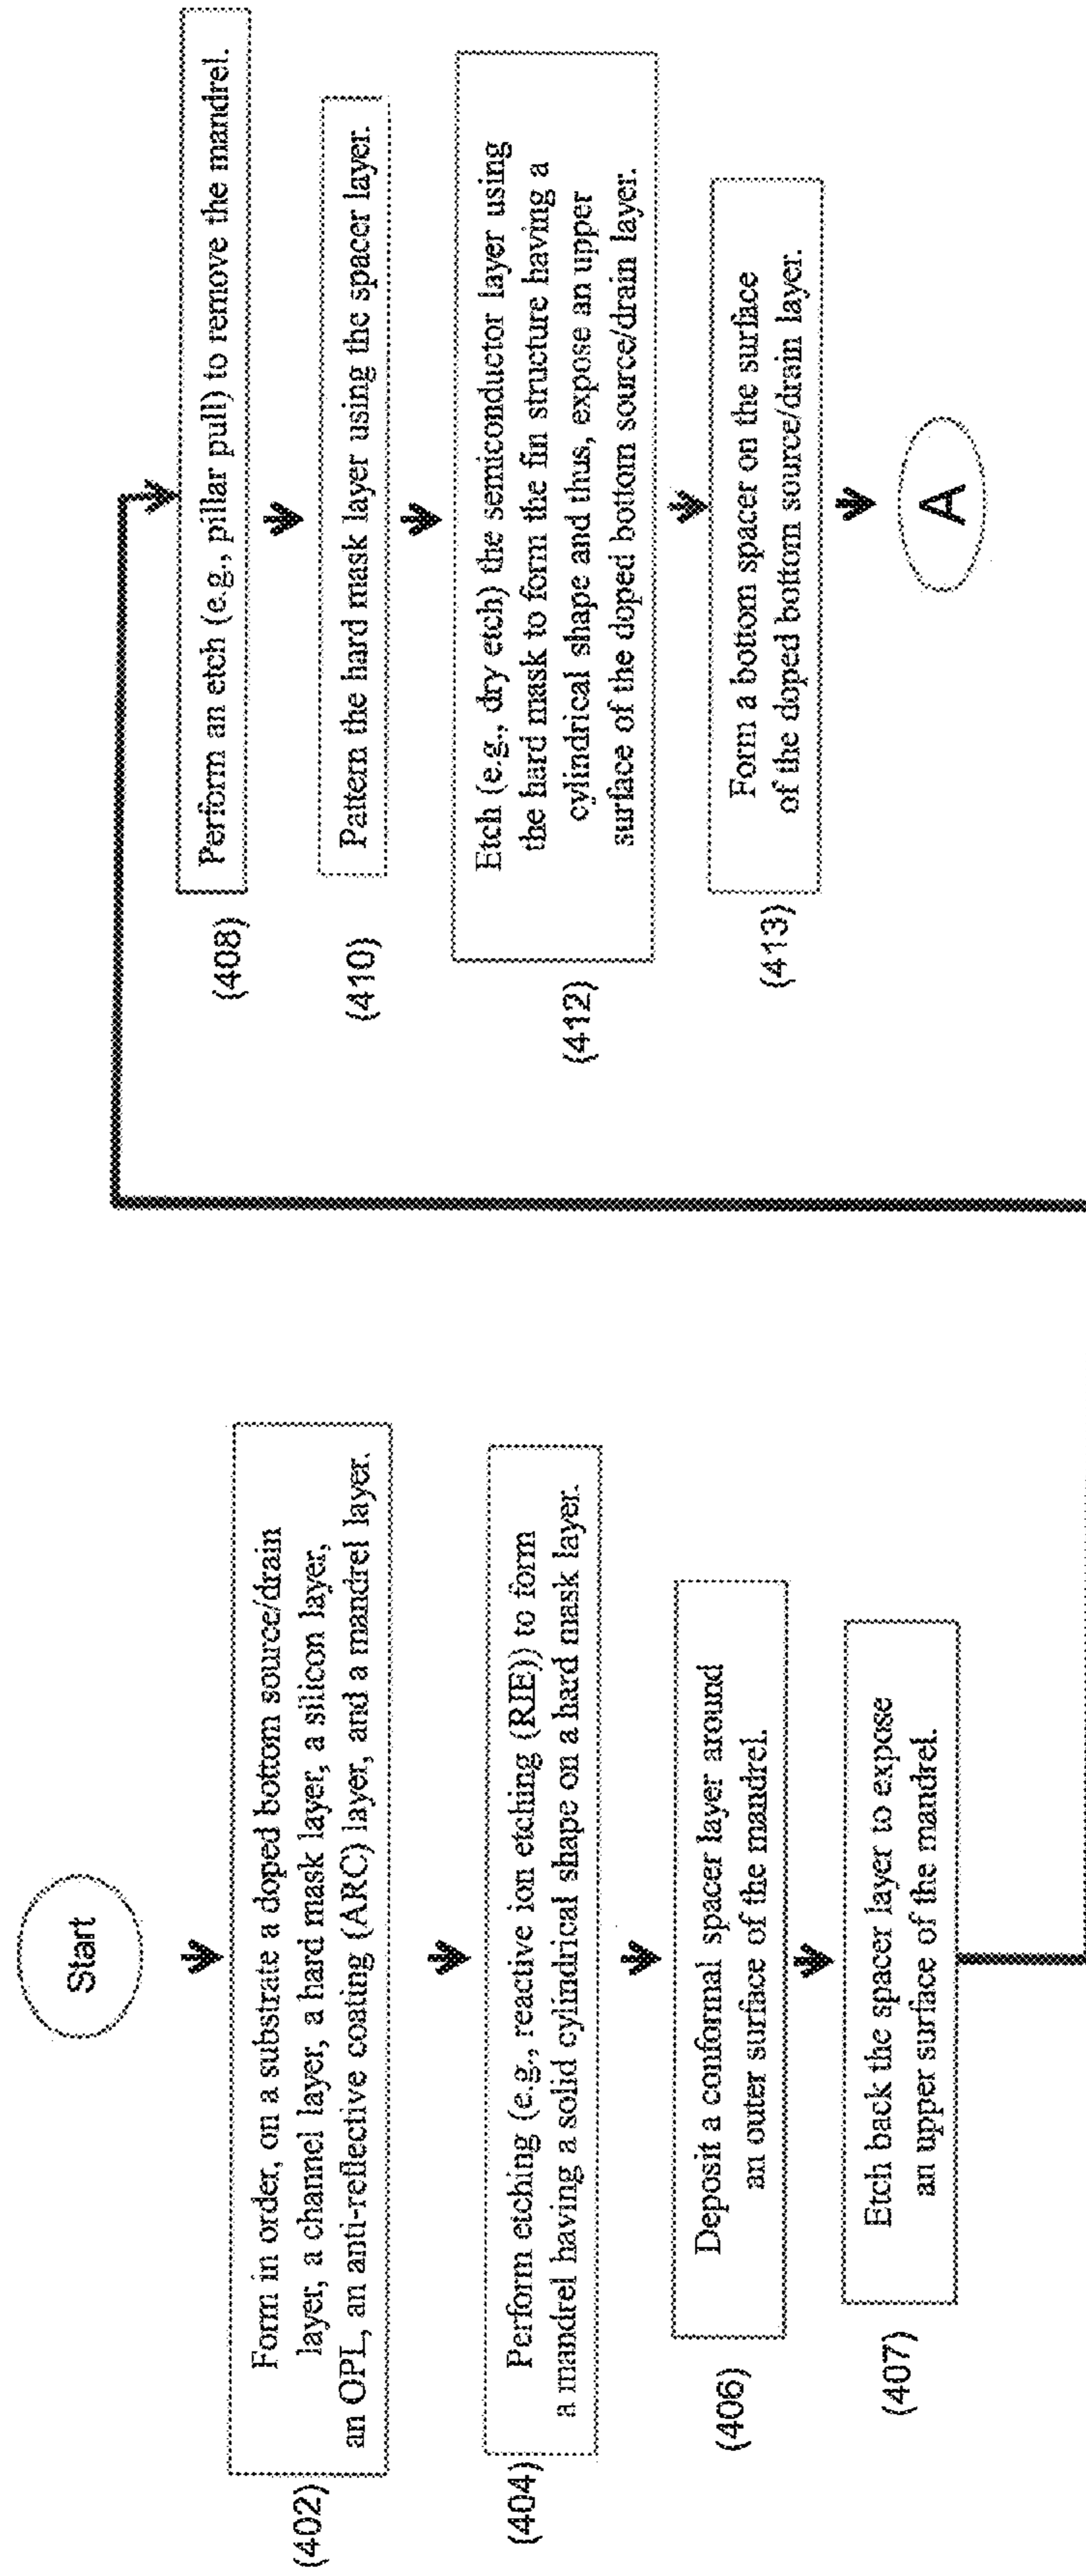 Start
(402)
Form in order, on a substrate a doped bottom source/drain
layer, a channel layer, a hard mask layer, a silicon layer,
an OPL, an anti-reflective coating (ARC) layer, and a mandrel layer.
(404)
Perform etching (e.g., reactive ion etching (RIE)) to form
a mandrel having a solid cylindrical shape on a hard mask layer.
(406)
Deposit a conformal spacer layer around
an outer surface of the mandrel.
(407)
Etch back the spacer layer to expose
an upper surface of the mandrel.
(408)
Perform an etch (e.g., pillar pull) to remove the mandrel.
(410)
Pattern the hard mask layer using the spacer layer.
(412)
Etch (e.g., dry etch) the semiconductor layer using
the hard mask to form the fin structure having a
cylindrical shape and thus, expose an upper
surface of the doped bottom source/drain layer.
(413)
Form a bottom spacer on the surface
of the doped bottom source/drain layer.
A